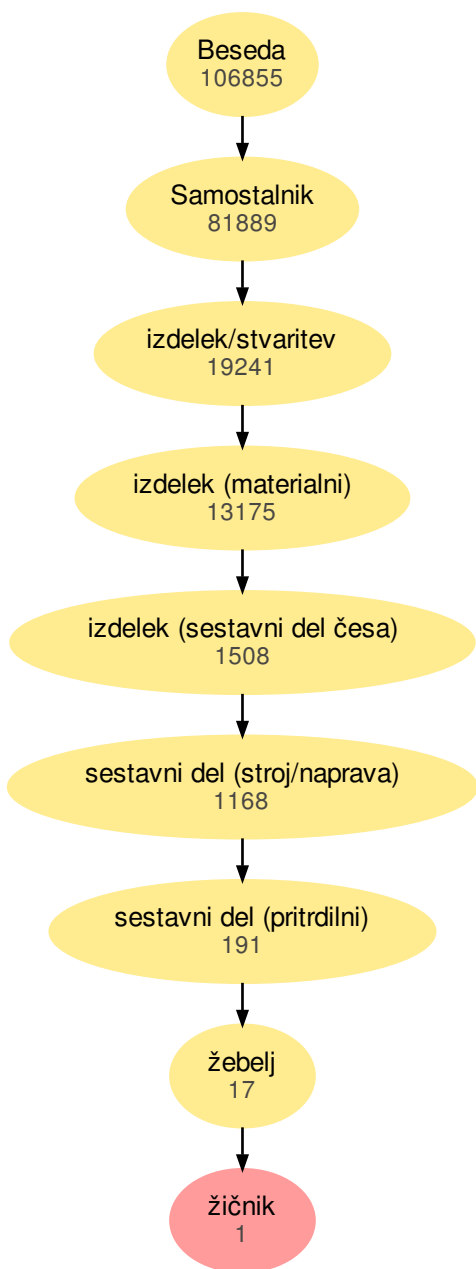 Beseda
106855
Samostalnik
81889
izdelek/stvaritev
19241
izdelek (materialni)
13175
izdelek (sestavni del česa)
1508
sestavni del (stroj/naprava)
1168
sestavni del (pritrdilni)
191
žebelj
17
žičnik
1